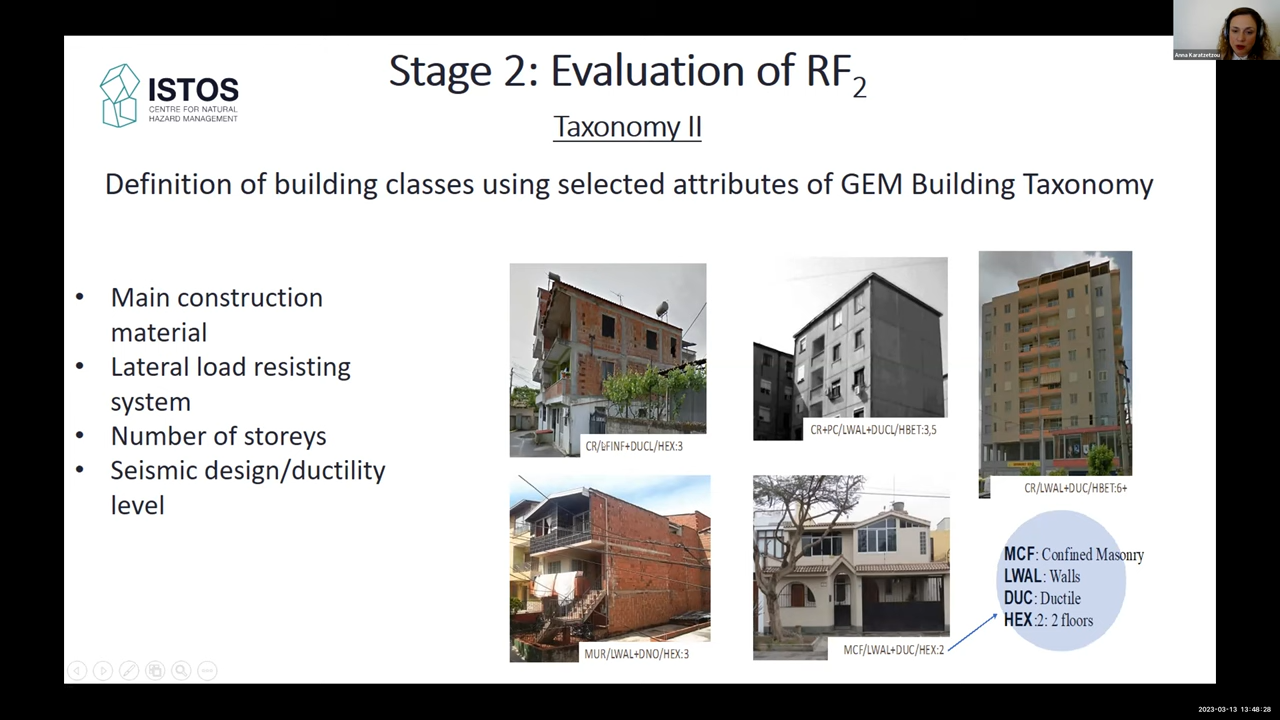 Anna Karatzetzou
ISTOS
CENTRE FOR NATURAL
HAZARD MANAGEMENT
Stage 2: Evaluation of RF2
Taxonomy II
Definition of building classes using selected attributes of GEM Building Taxonomy
• Main construction
material
• Lateral load resisting
system
• Number of storeys
• Seismic design/ductility
level
CR/LFINF+DUCL/HEX:3
CR+PC/LWAL+DUCL/HBET:3,5
CR/LWAL+DUC/HBET:6+
MUR/LWAL+DNO/HEX:3
MCF/LWAL+DUC/HEX:2
MCF: Confined Masonry
LWAL: Walls
DUC: Ductile
HEX:2: 2 floors
2023-03-13 13:48:28